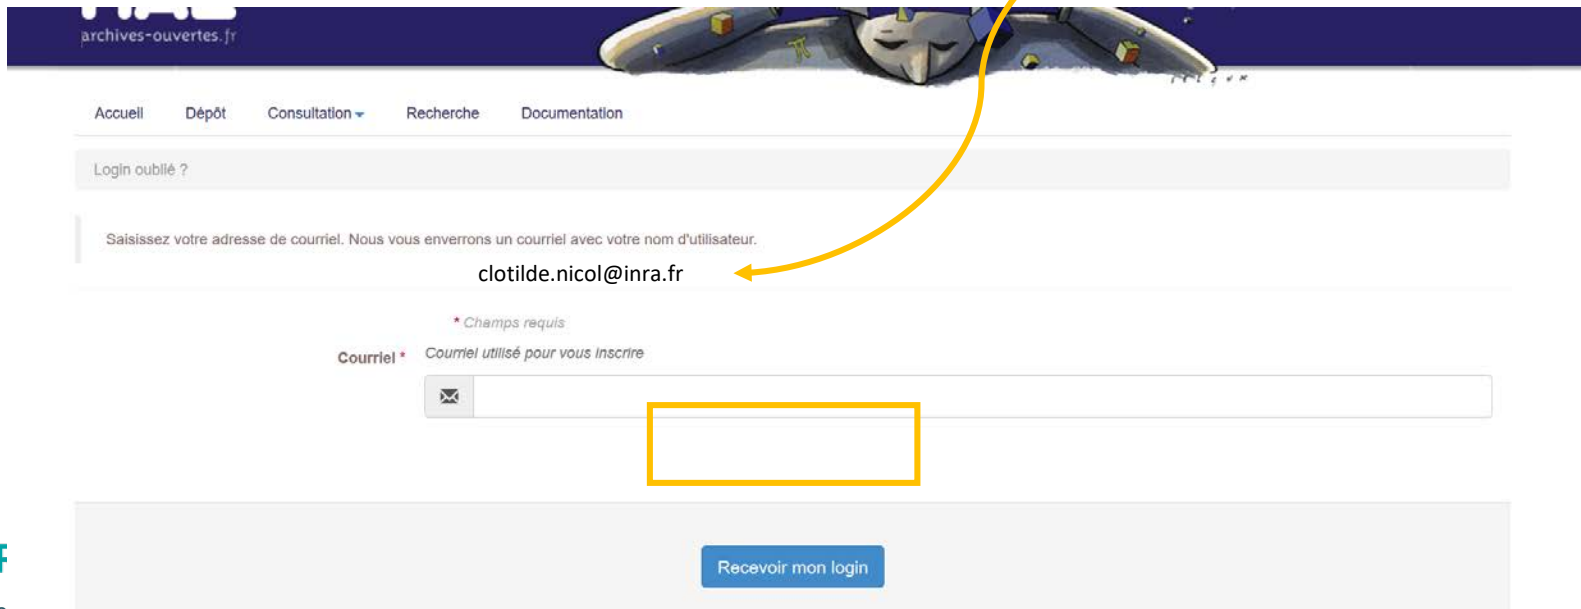 archives-ouvertes.fr
Accueil Dépôt Consultation Recherche Documentation
Login oublié ?
Saisissez votre adresse de courriel. Nous vous enverrons un courriel avec votre nom d'utilisateur.
clotilde.nicol@inra.fr
* Champs requis
Courriel * Courriel utilisé pour vous inscrire
Recevoir mon login